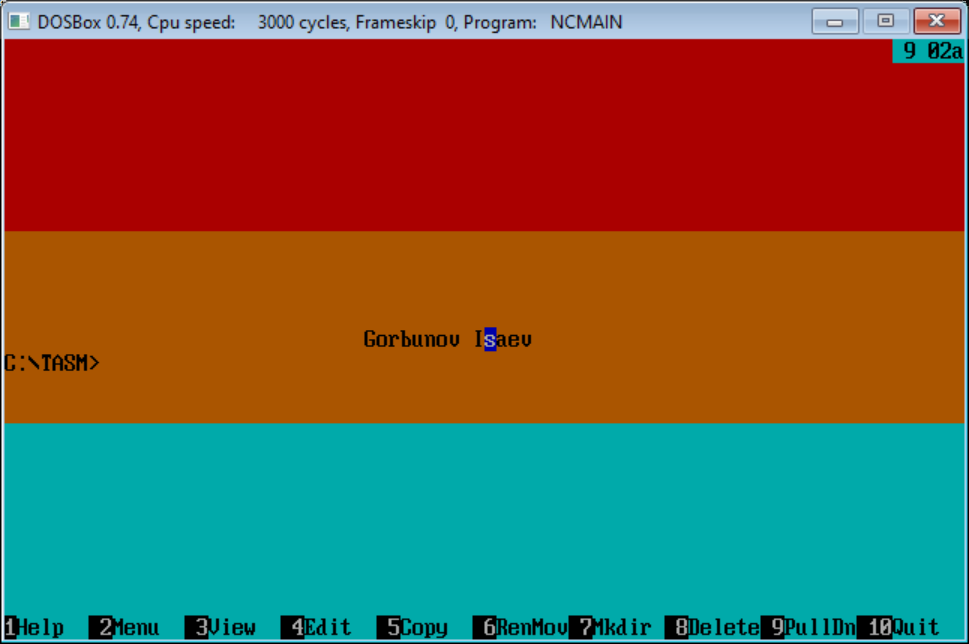 DOSBox 0.74, Cpu speed: 3000 cycles, Frameskip 0, Program: NCMAIN
9 02a
Gorbunov Isaev
C:\TASM>
1Help 2Menu 3View 4Edit 5Copy 6RenMov 7Mkdir 8Delete 9PullDn 10Quit